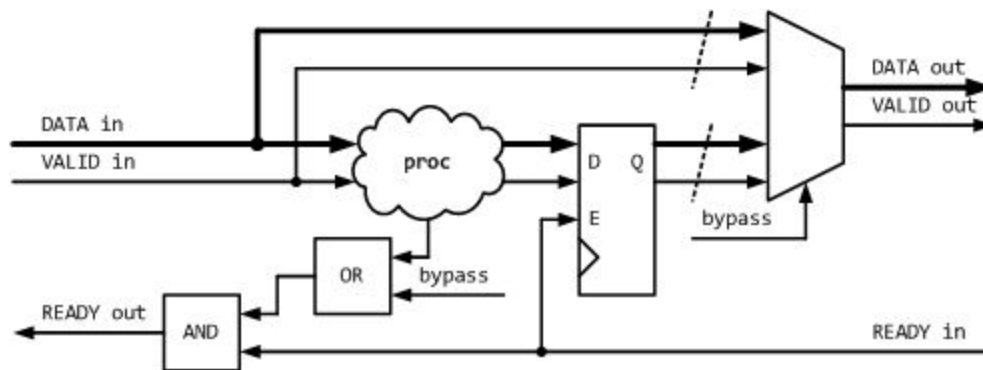 DATA out
VALID out
DATA in
VALID in
proc
D Q
E
bypass
OR
bypass
READY out
AND
READY in